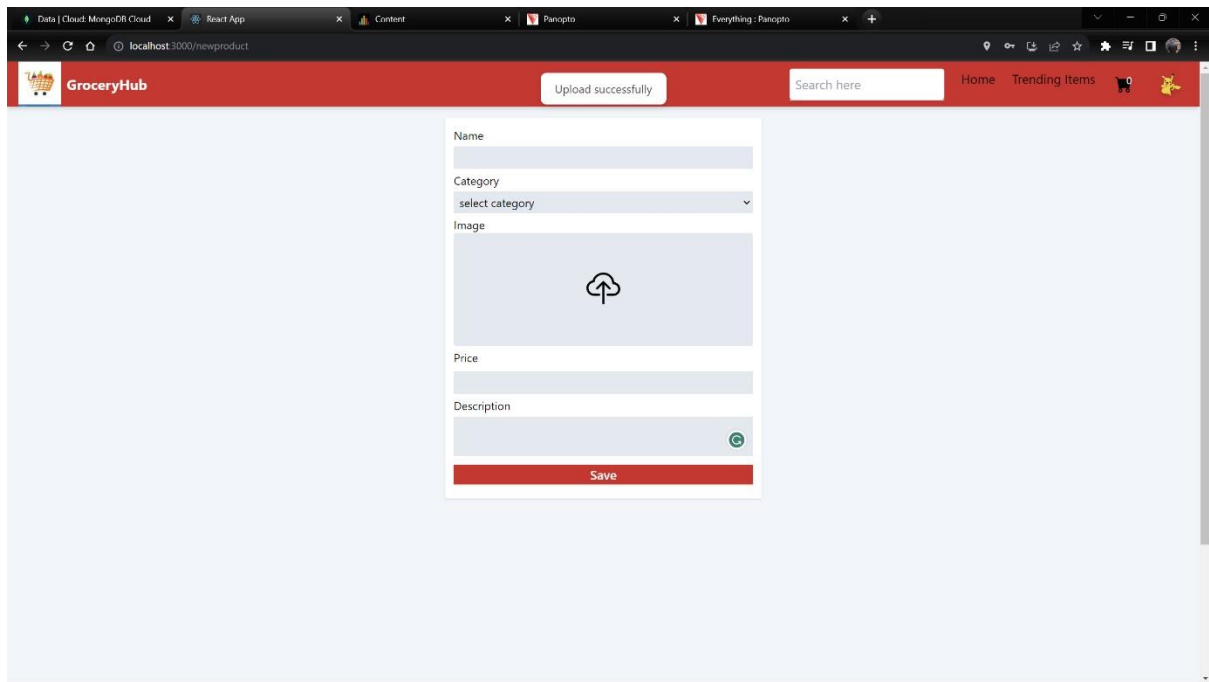 Data | Cloud: MongoDB Cloud
React App
Content
Panopto
Everything : Panopto
localhost:3000/newproduct
GroceryHub
Upload successfully
Search here
Home
Trending Items
0
Name
Category
select category
Image
Price
Description
Save